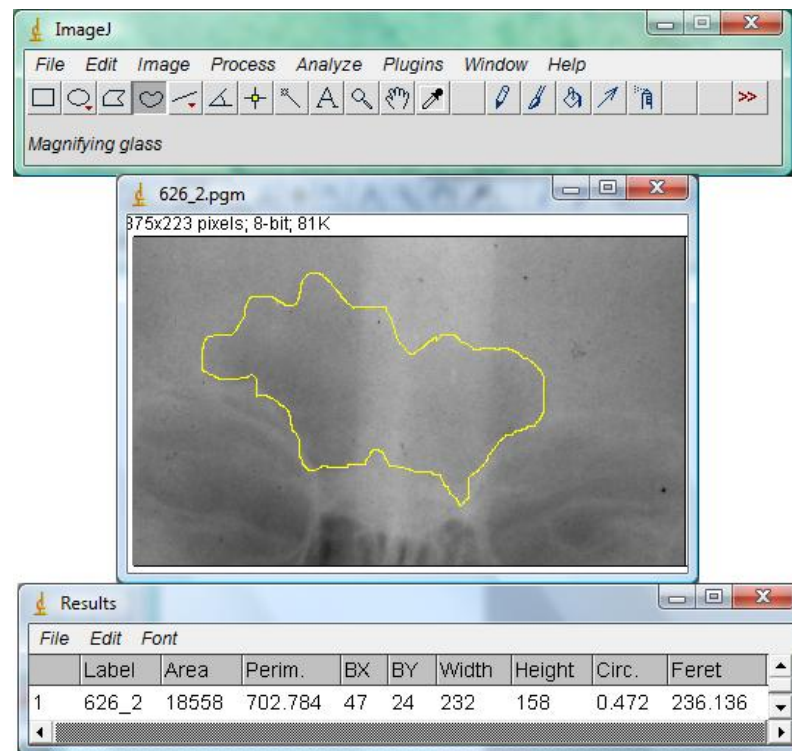 ImageJ
File Edit Image Process Analyze Plugins Window Help
A >>
Magnifying glass
626_2.pgm
375x223 pixels; 8-bit; 81K
Results
File Edit Font
Label Area Perim. BX BY Width Height Circ. Feret
1 626_2 18558 702.784 47 24 232 158 0.472 236.136